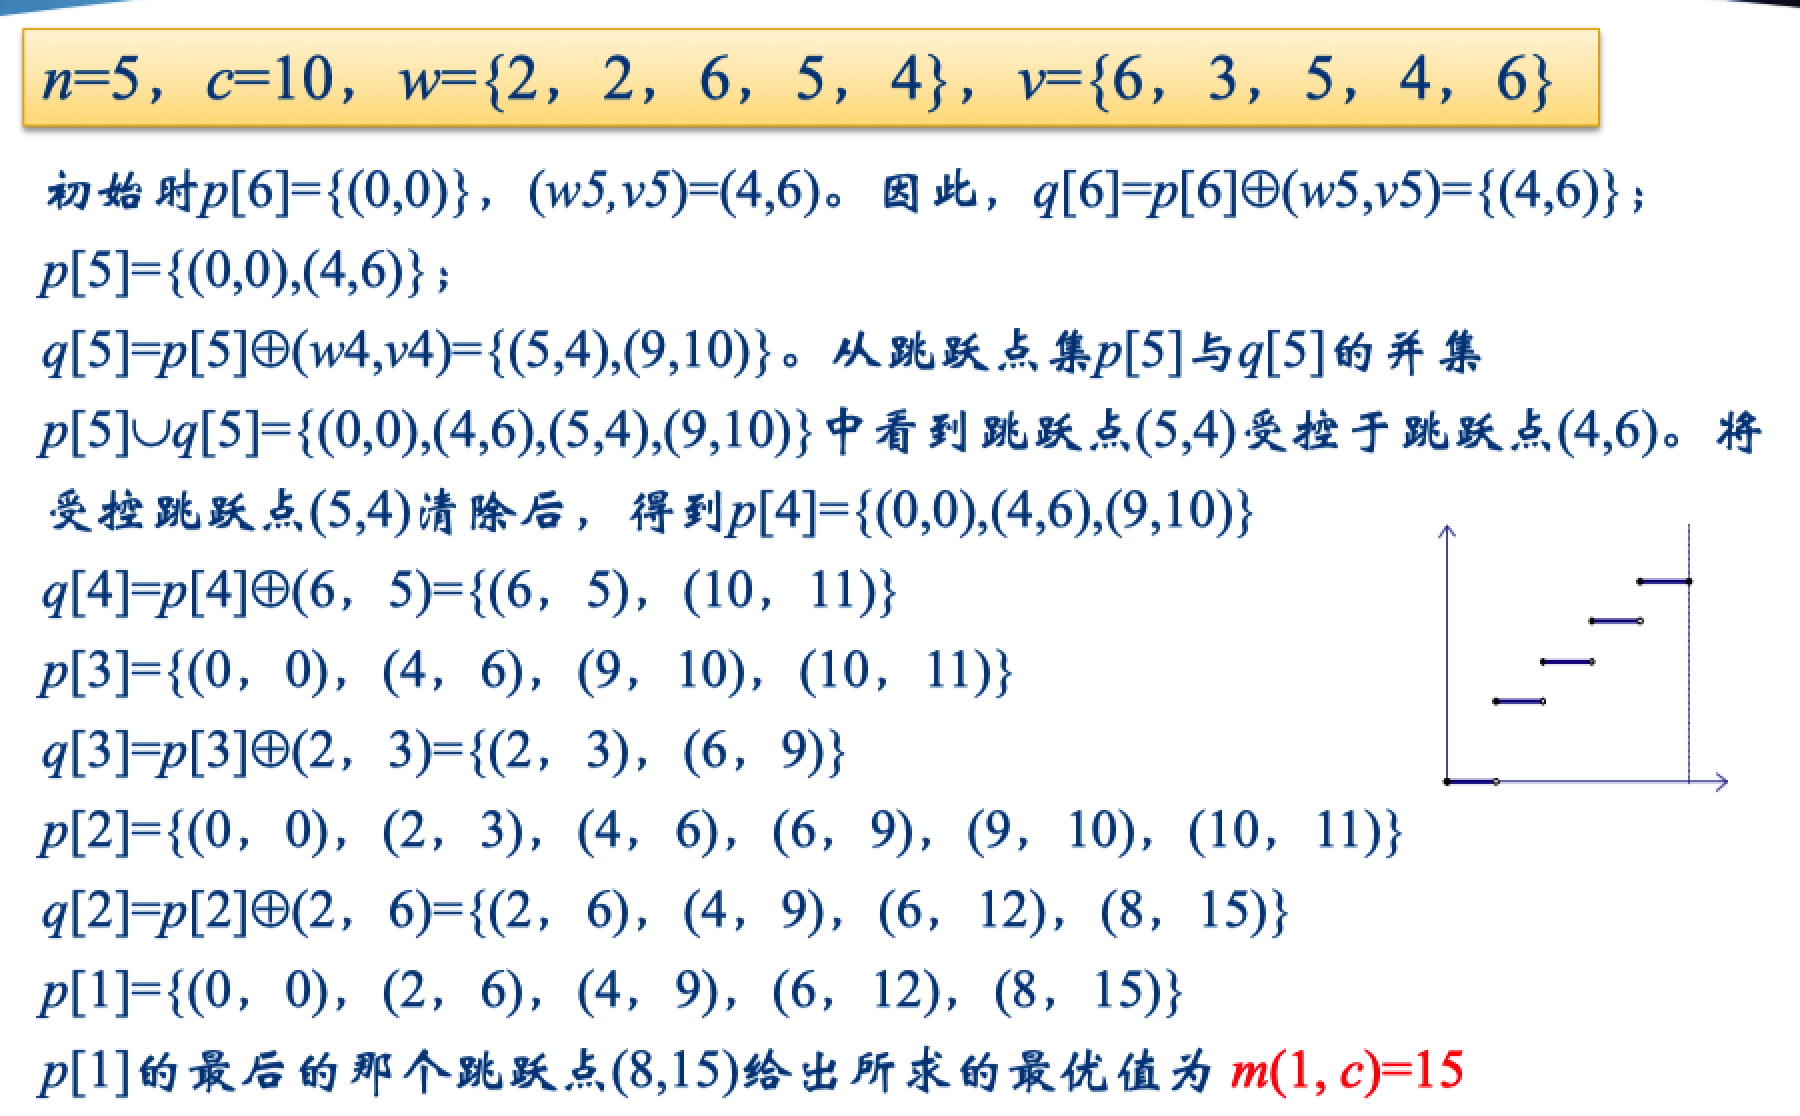 n=5，c=10，w={2，2，6，5，4}，v={6，3，5，4，6}
初始时p[6]={(0,0)}，(w5,v5)=(4,6)。因此，q[6]=p[6]⊕(w5,v5)={(4,6)}；
p[5]={(0,0),(4,6)}；
q[5]=p[5]⊕(w4,v4)={(5,4),(9,10)}。从跳跃点集p[5]与q[5]的并集
p[5]∪q[5]={(0,0),(4,6),(5,4),(9,10)}中看到跳跃点(5,4)受控于跳跃点(4,6)。将
受控跳跃点(5,4)清除后，得到p[4]={(0,0),(4,6),(9,10)}
q[4]=p[4]⊕(6，5)={(6，5)，(10，11)}
p[3]={(0，0)，(4，6)，(9，10)，(10，11)}
q[3]=p[3]⊕(2，3)={(2，3)，(6，9)}
p[2]={(0，0)，(2，3)，(4，6)，(6，9)，(9，10)，(10，11)}
q[2]=p[2]⊕(2，6)={(2，6)，(4，9)，(6，12)，(8，15)}
p[1]={(0，0)，(2，6)，(4，9)，(6，12)，(8，15)}
p[1]的最后的那个跳跃点(8,15)给出所求的最优值为 m(1, c)=15